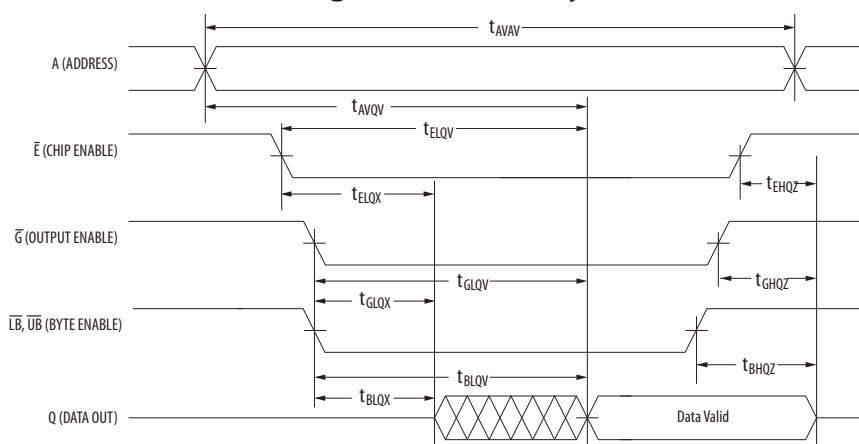 tAVAV
A (ADDRESS)
tAVQV
tELQV
E̅ (CHIP ENABLE)
tELQX
tEHQZ
G̅ (OUTPUT ENABLE)
tGLQV
tGLQX
tGHQZ
L̅B̅, U̅B̅ (BYTE ENABLE)
tBHQZ
tBLQV
tBLQX
Q (DATA OUT)
Data Valid